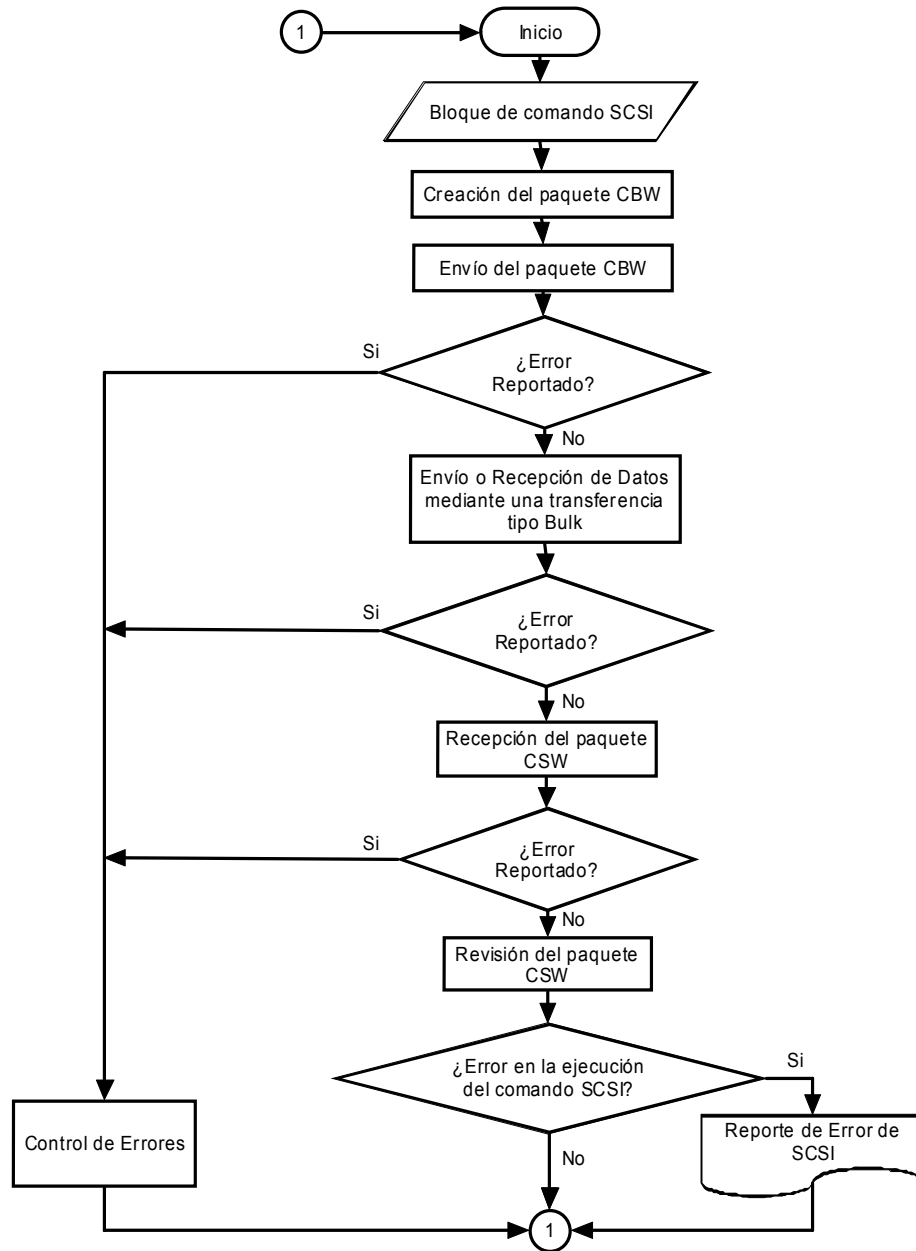 1
Inicio
Bloque de comando SCSI
Creación del paquete CBW
Envío del paquete CBW
Si
¿Error
Reportado?
No
Envío o Recepción de Datos
mediante una transferencia
tipo Bulk
Si
¿Error
Reportado?
No
Recepción del paquete
CSW
Si
¿Error
Reportado?
No
Revisión del paquete
CSW
¿Error en la ejecución
del comando SCSI?
Si
Control de Errores
Reporte de Error de
SCSI
No
1